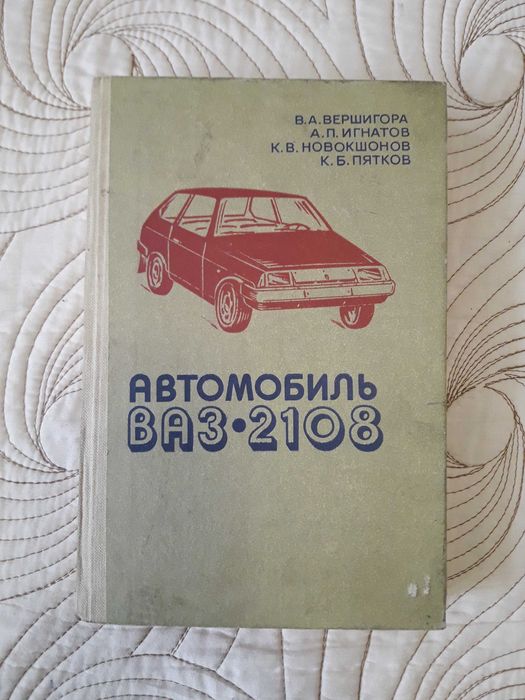 В.А.ВЕРШИГОРА
А.П.ИГНАТОВ
К.В.НОВОКШОНОВ
К.Б.ПЯТКОВ
АВТОМОБИЛЬ
ВАЗ•2108